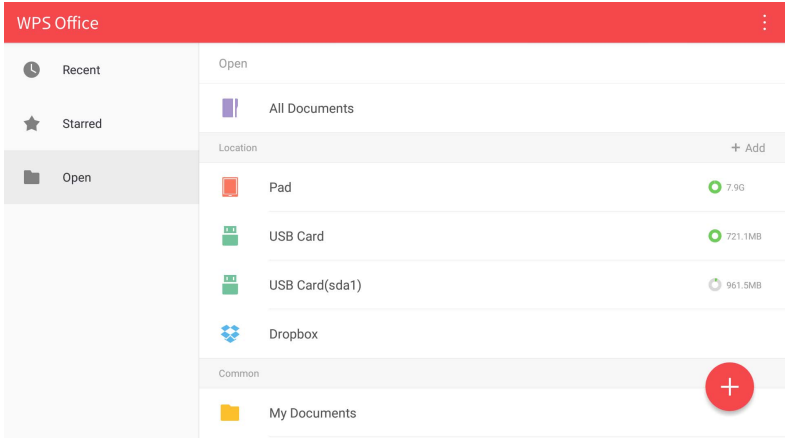 WPS Office
Recent
Starred
Open
Open
All Documents
Location
+ Add
Pad
7.9G
USB Card
721.1MB
USB Card(sda1)
961.5MB
Dropbox
Common
My Documents